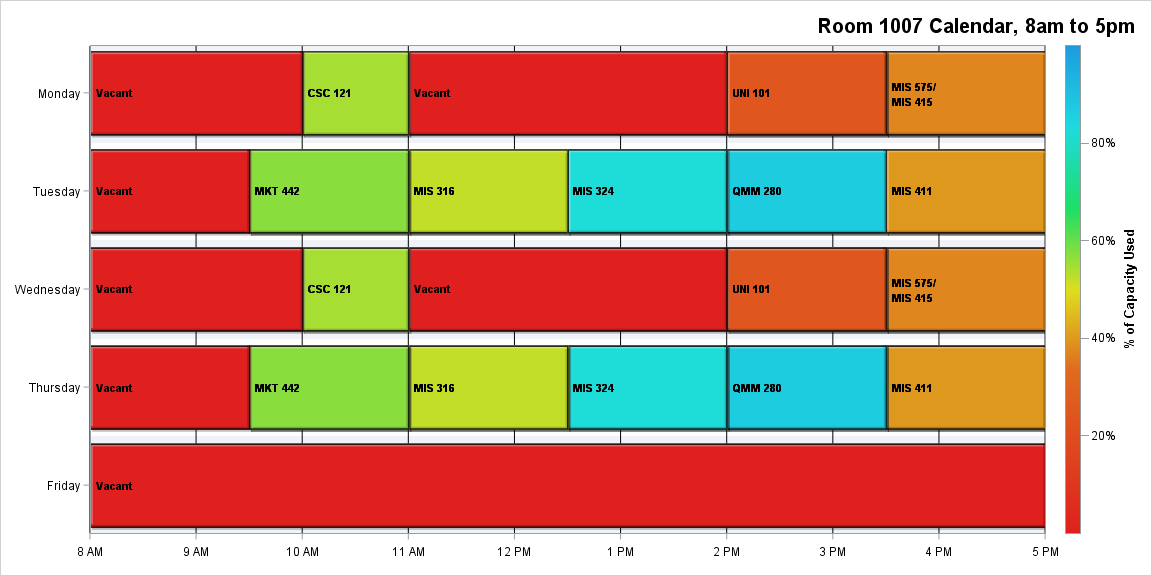 Room 1007 Calendar, 8am to 5pm
Monday
Vacant
CSC 121
Vacant
UNI 101
MIS 575/
MIS 415
Tuesday
Vacant
MKT 442
MIS 316
MIS 324
QMM 280
MIS 411
Wednesday
Vacant
CSC 121
Vacant
UNI 101
MIS 575/
MIS 415
Thursday
Vacant
MKT 442
MIS 316
MIS 324
QMM 280
MIS 411
Friday
Vacant
8 AM
9 AM
10 AM
11 AM
12 PM
1 PM
2 PM
3 PM
4 PM
5 PM
80%
60%
40%
20%
% of Capacity Used